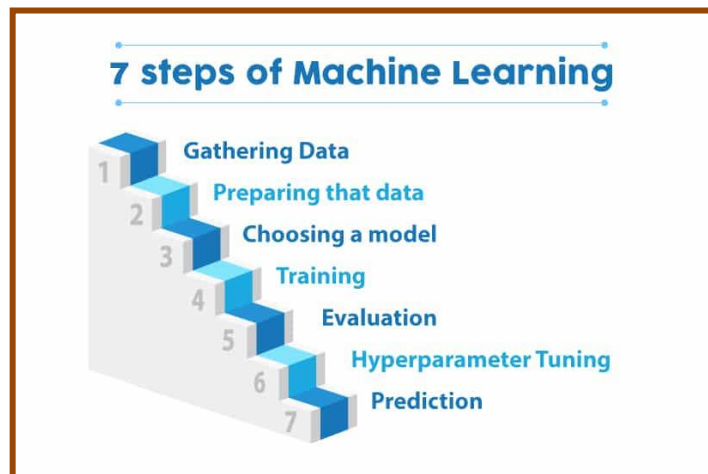 7 steps of Machine Learning
1 Gathering Data
2 Preparing that data
3 Choosing a model
4 Training
5 Evaluation
6 Hyperparameter Tuning
7 Prediction